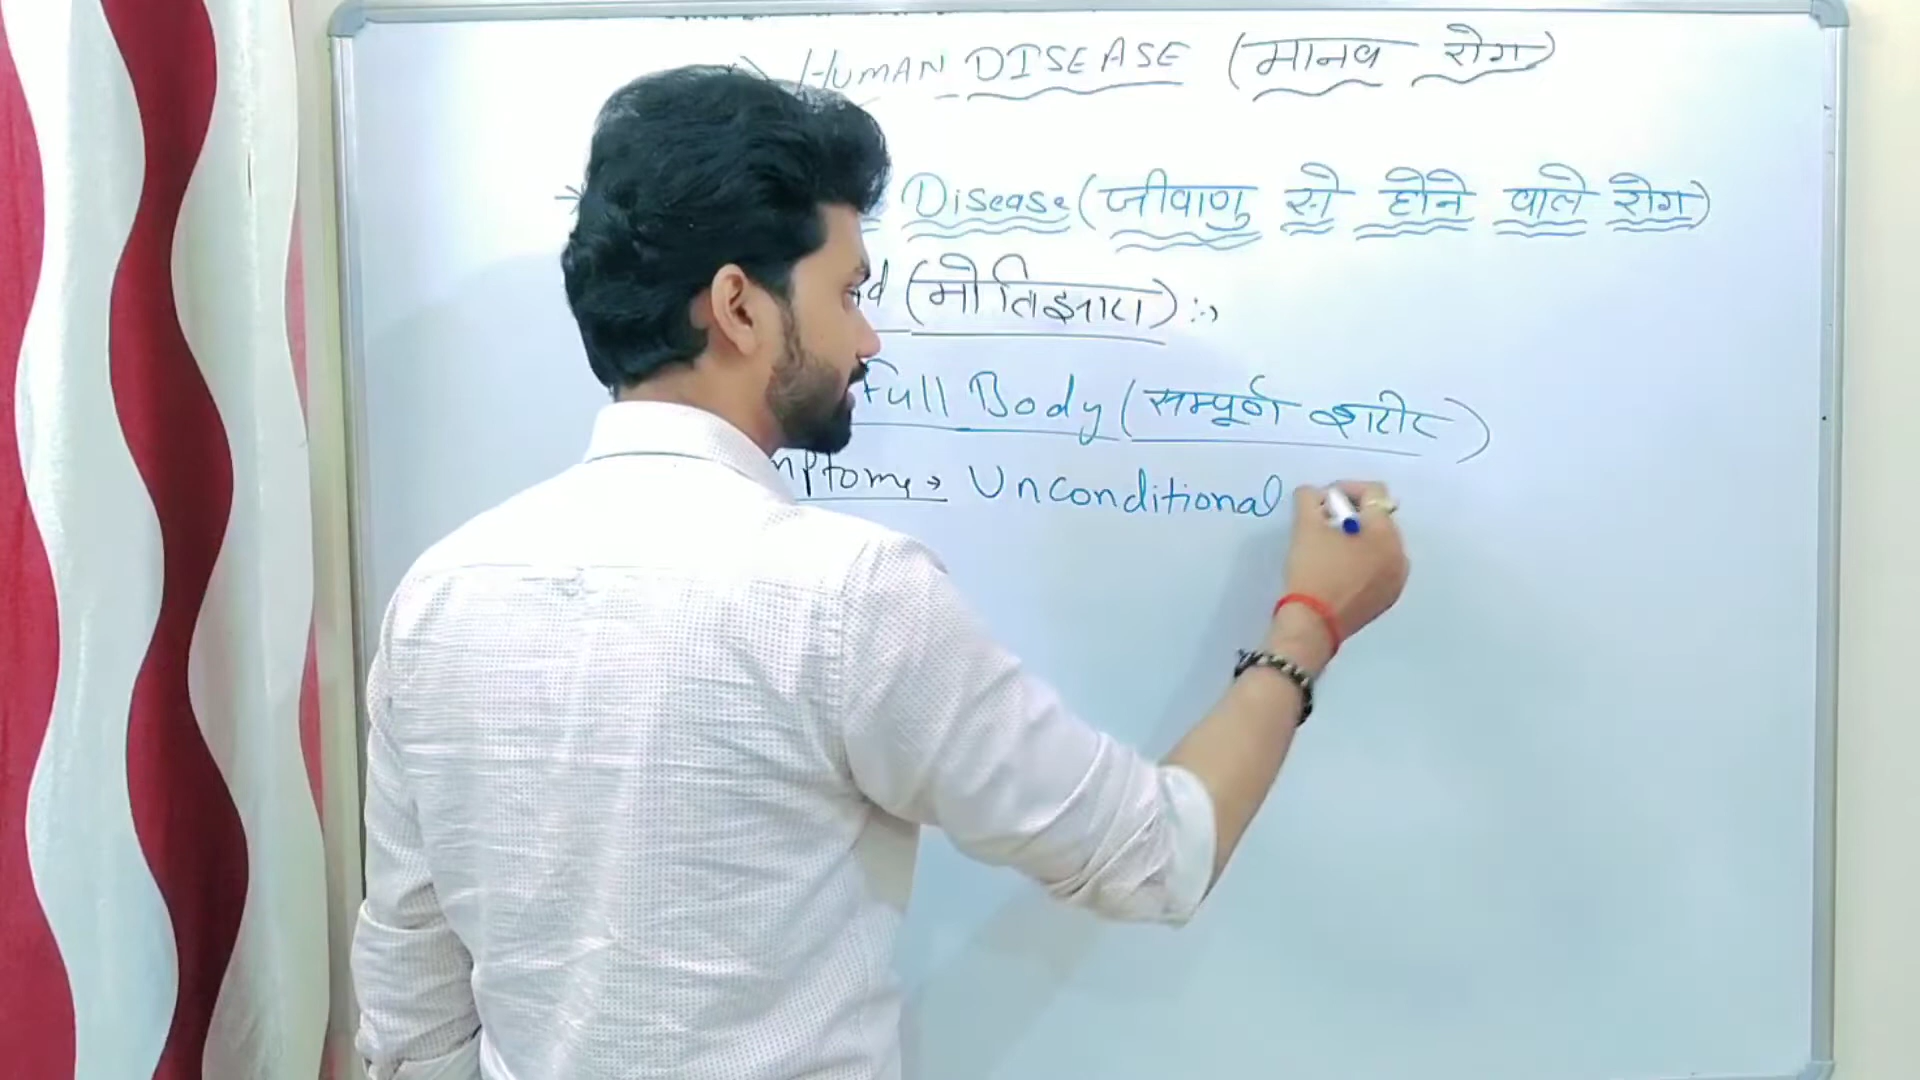 HUMAN DISEASE (मानव रोग)
Disease (जीवाणु से होने वाले रोग)
(मोतिझारा) :->
Full Body (सम्पूर्ण शरीर)
Unconditional